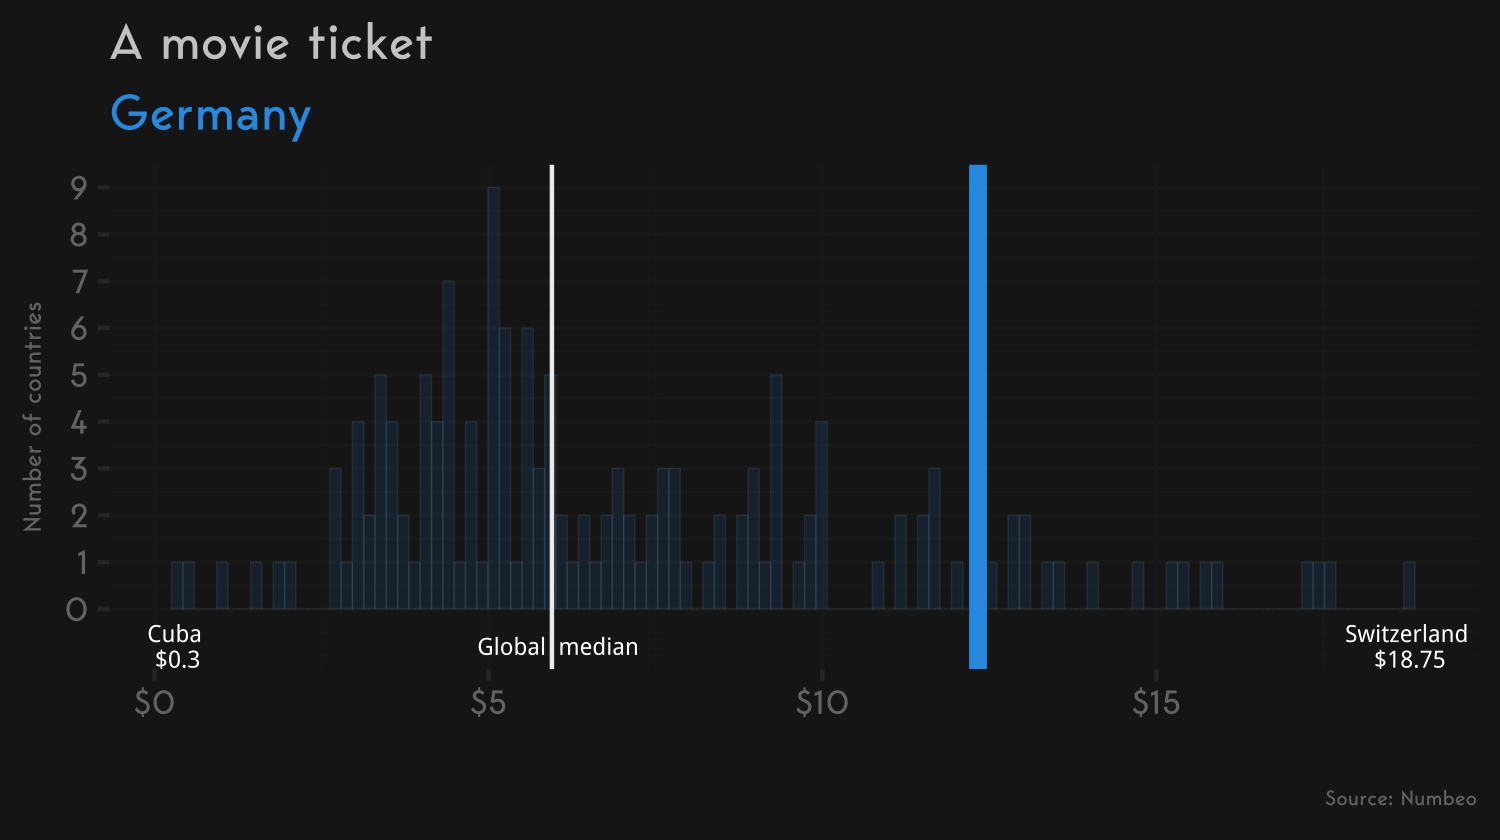 A movie ticket
Germany
Number of countries
9
8
7
6
5
4
3
2
1
0
Cuba
$0.3
Global median
Switzerland
$18.75
$0 $5 $10 $15
Source: Numbeo